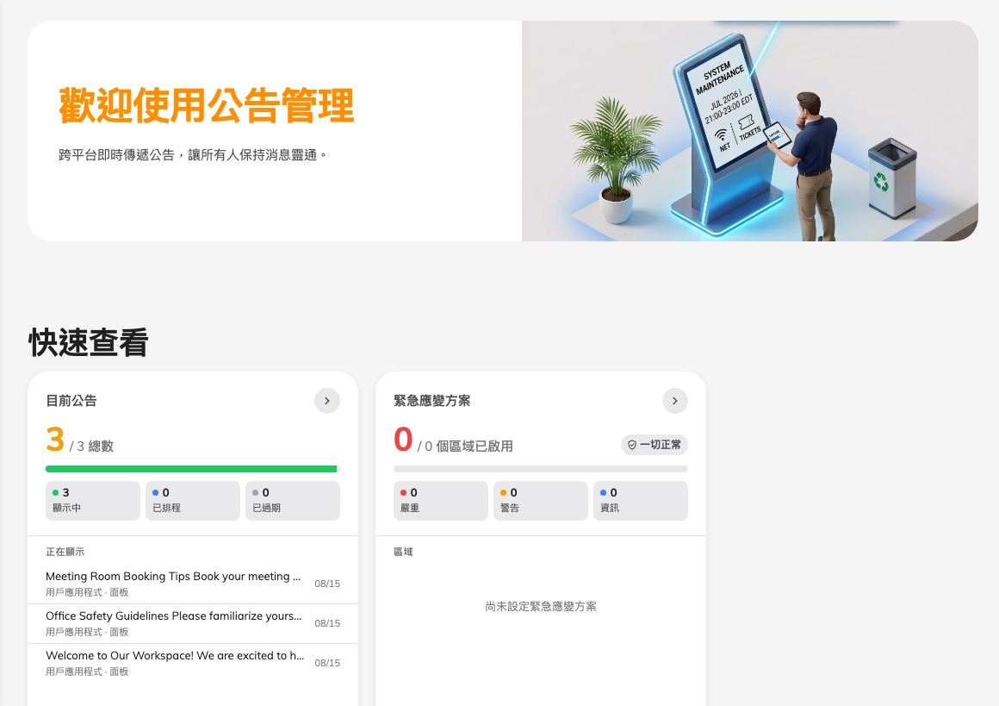 歡迎使用公告管理
跨平台即時傳遞公告，讓所有人保持消息靈通。
SYSTEM
MAINTENANCE
JUL 2026 |
21:00-23:00 EDT
NET
TICKETS
快速查看
目前公告
3 / 3 總數
3
顯示中
0
已排程
0
已過期
正在顯示
Meeting Room Booking Tips Book your meeting ...
用戶應用程式 · 面板
08/15
Office Safety Guidelines Please familiarize yours...
用戶應用程式 · 面板
08/15
Welcome to Our Workspace! We are excited to h...
用戶應用程式 · 面板
08/15
緊急應變方案
0 / 0 個區域已啟用
一切正常
0
嚴重
0
警告
0
資訊
區域
尚未設定緊急應變方案